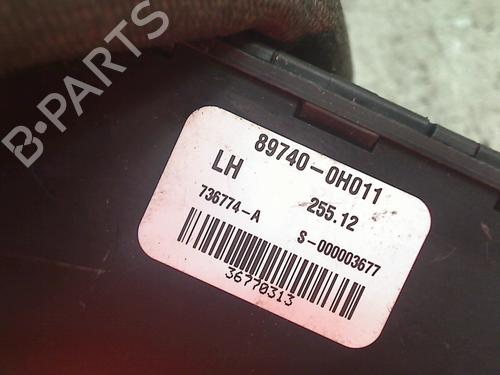 B-PARTS
89740-0H011
LH 255.12
736774-A S-000003677
36770313